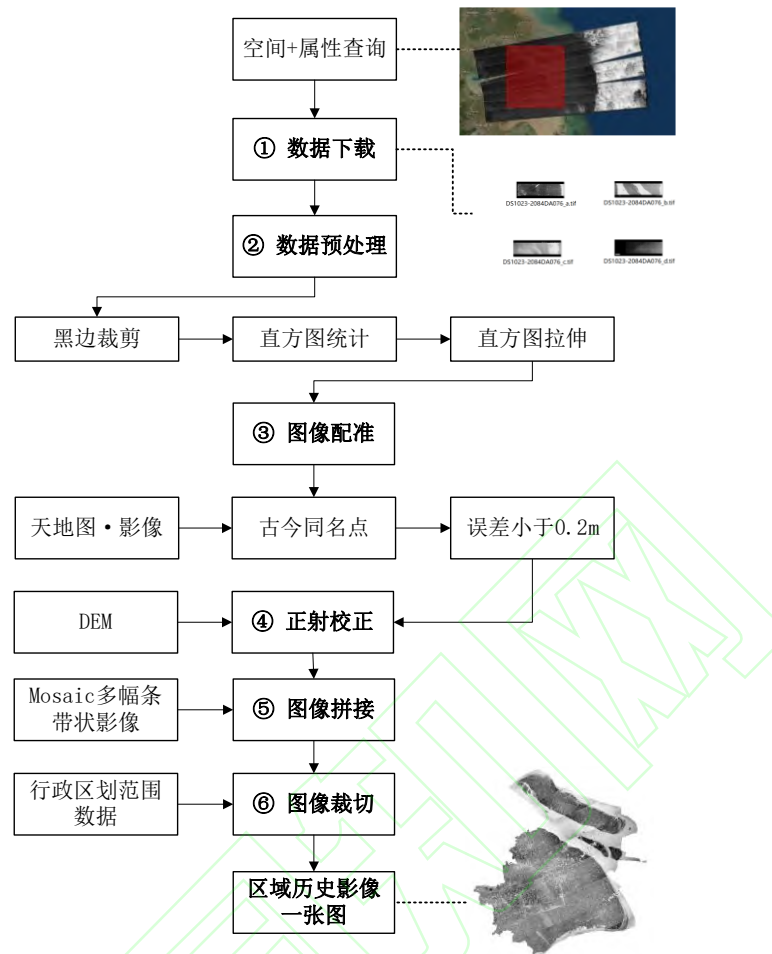 空间+属性查询
① 数据下载
DS1023-2084DA076_a.tif
DS1023-2084DA076_b.tif
② 数据预处理
DS1023-2084DA076_c.tif
DS1023-2084DA076_d.tif
黑边裁剪
直方图统计
直方图拉伸
③ 图像配准
天地图·影像
古今同名点
误差小于0.2m
DEM
④ 正射校正
Mosaic多幅条
带状影像
⑤ 图像拼接
行政区划范围
数据
⑥ 图像裁切
区域历史影像
一张图